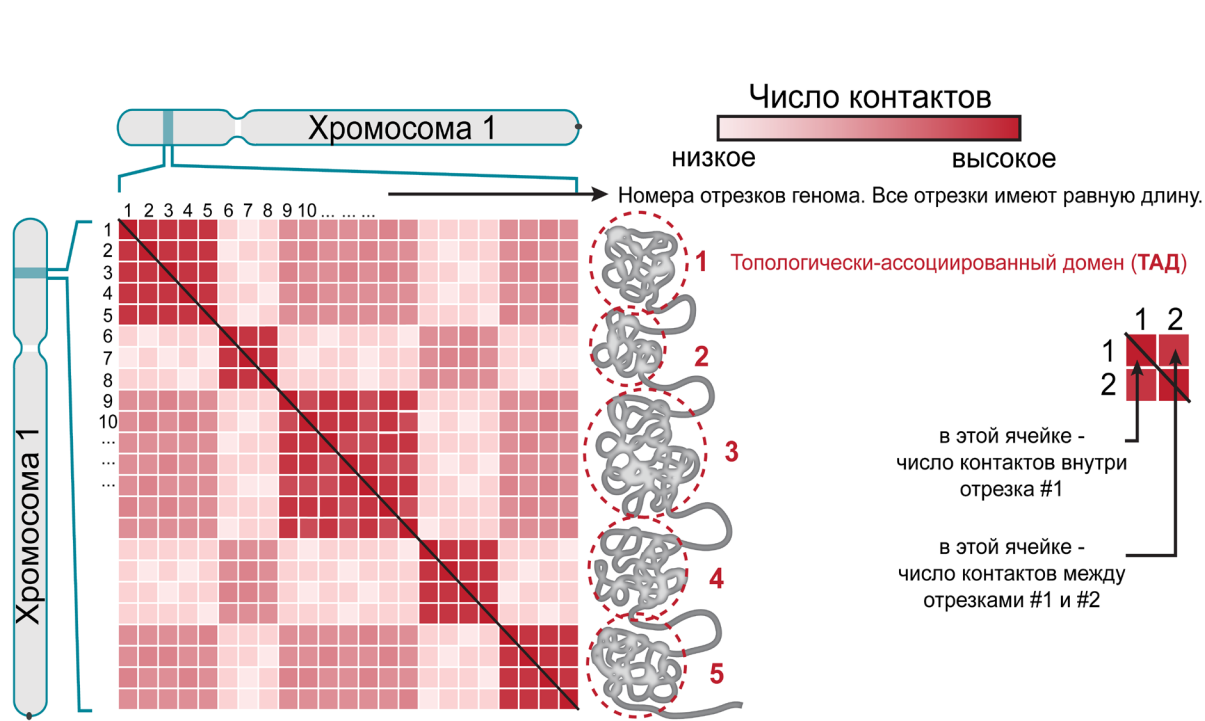 Число контактов
Хромосома 1
низкое высокое
Номера отрезков генома. Все отрезки имеют равную длину.
1 2 3 4 5 6 7 8 9 10 ... ... ...
1
2
3
4
5
6
7
8
9
10
...
...
...
Хромосома 1
1 Топологически-ассоциированный домен (ТАД)
2
3
4
5
1 2
1
2
в этой ячейке -
число контактов внутри
отрезка #1
в этой ячейке -
число контактов между
отрезками #1 и #2